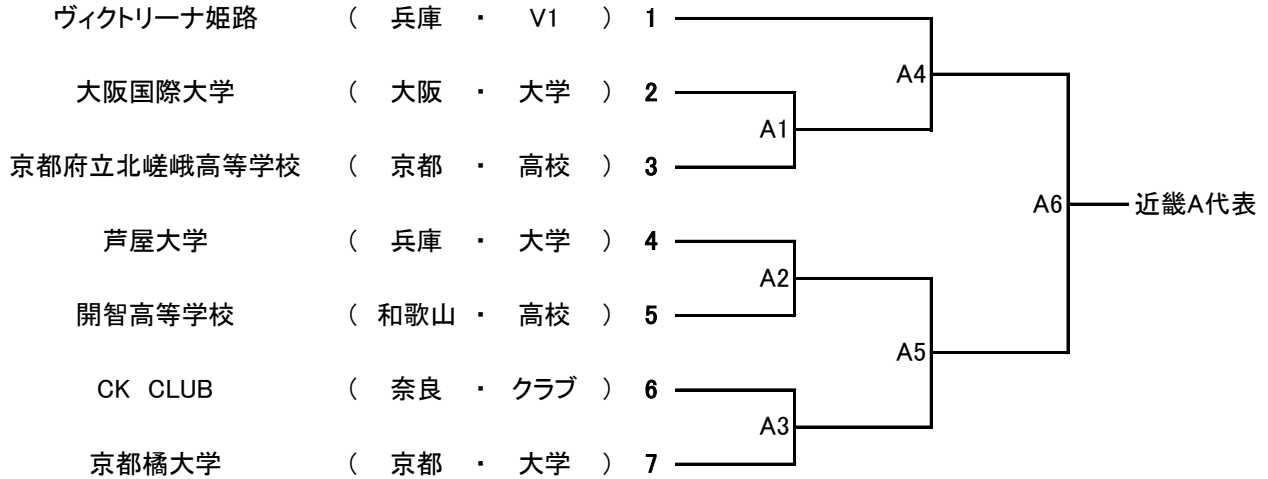 ヴィクトリーナ姫路 ( 兵庫 ・ V1 ) 1
A4
大阪国際大学 ( 大阪 ・ 大学 ) 2
A1
京都府立北嵯峨高等学校 ( 京都 ・ 高校 ) 3
A6 近畿A代表
芦屋大学 ( 兵庫 ・ 大学 ) 4
A2
開智高等学校 ( 和歌山 ・ 高校 ) 5
A5
CK CLUB ( 奈良 ・ クラブ ) 6
A3
京都橘大学 ( 京都 ・ 大学 ) 7